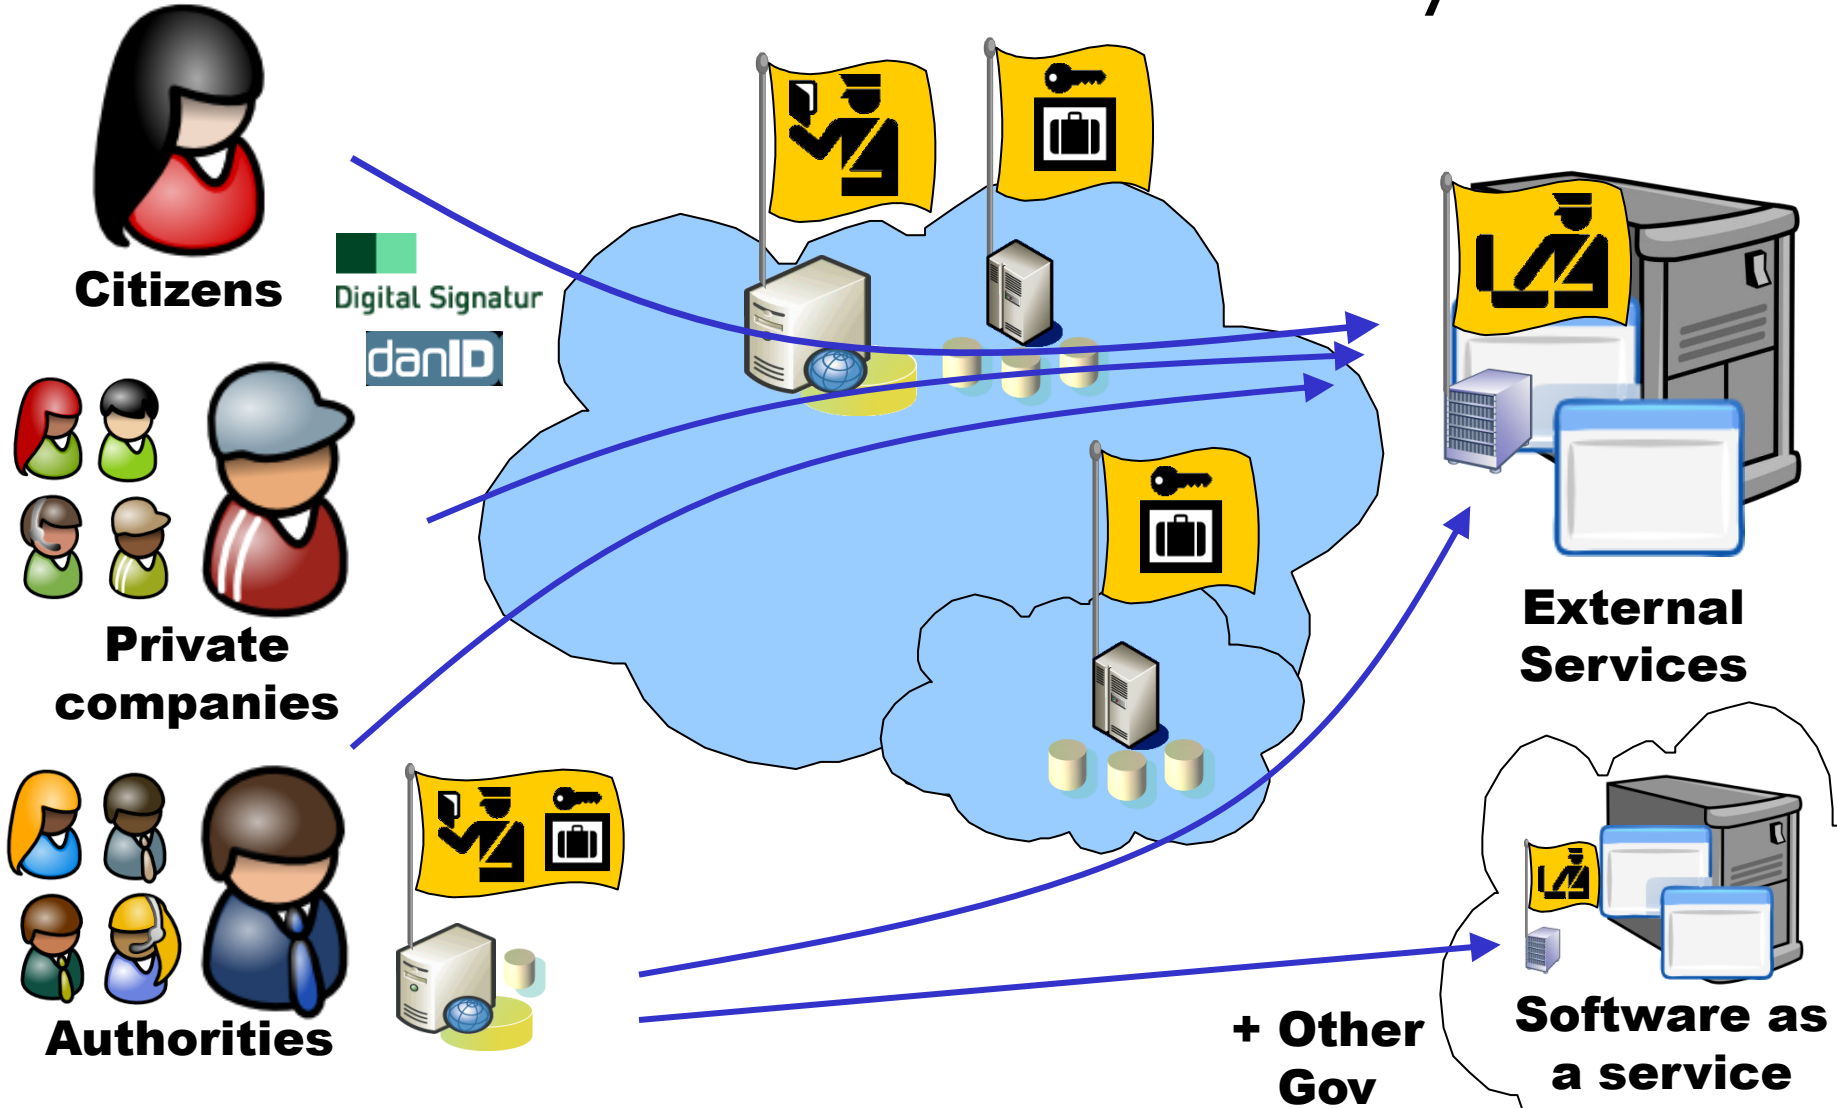 Citizens
Digital Signatur
danID
Private
companies
External
Services
Authorities
+ Other
Gov
Software as
a service